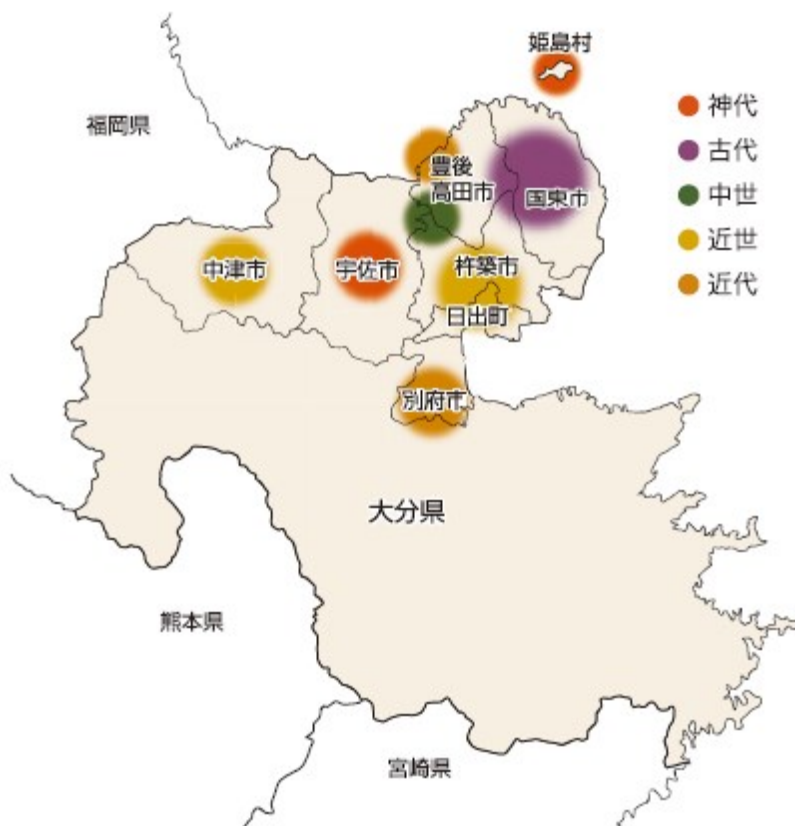 姫島村
神代
福岡県
古代
豊後
高田市
国東市
中世
近世
中津市
宇佐市
杵築市
近代
日出町
別府市
大分県
熊本県
宮崎県